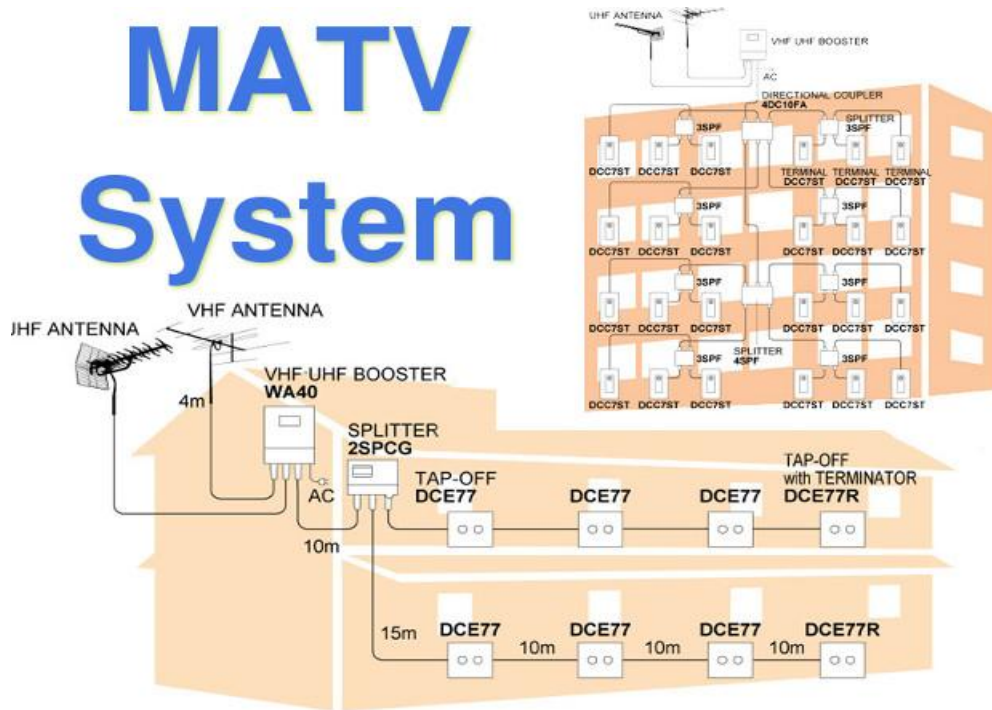 MATV
System
UHF ANTENNA
VHF UHF BOOSTER
AC
DIRECTIONAL COUPLER
4DC10FA
3SPF
SPLITTER
3SPF
DCC7ST DCC7ST DCC7ST
TERMINAL TERMINAL TERMINAL
DCC7ST DCC7ST DCC7ST
3SPF 3SPF
DCC7ST DCC7ST DCC7ST DCC7ST DCC7ST DCC7ST
3SPF 3SPF
DCC7ST DCC7ST DCC7ST DCC7ST DCC7ST DCC7ST
3SPF
SPLITTER
4SPF
3SPF
DCC7ST DCC7ST DCC7ST DCC7ST DCC7ST DCC7ST
UHF ANTENNA
VHF ANTENNA
4m
VHF UHF BOOSTER
WA40
AC
SPLITTER
2SPCG
10m
TAP-OFF
DCE77
DCE77
DCE77
TAP-OFF
with TERMINATOR
DCE77R
15m
DCE77
10m
DCE77
10m
DCE77
10m
DCE77R